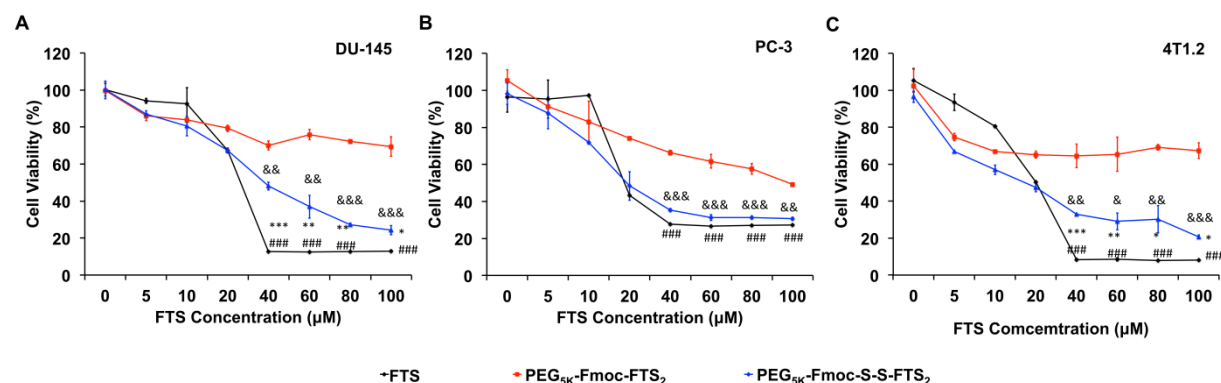 A
DU-145
Cell Viability (%)
120
100
80
60
40
20
0
&&
&&
&&&
&&&
***
**
**
*
###
###
###
###
0 5 10 20 40 60 80 100
FTS Concentration (µM)
B
PC-3
Cell Viability (%)
120
100
80
60
40
20
0
&&&
&&&
&&&
&&
###
###
###
###
0 5 10 20 40 60 80 100
FTS Concentration (µM)
C
4T1.2
Cell Viability (%)
120
100
80
60
40
20
0
&&
&
&&
&&&
***
**
*
*
###
###
###
###
0 5 10 20 40 60 80 100
FTS Comcemtration (µM)
FTS
PEG5K-Fmoc-FTS2
PEG5K-Fmoc-S-S-FTS2